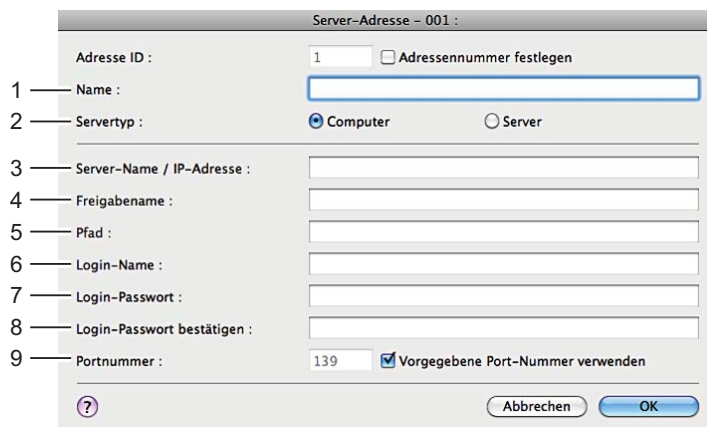 Server-Adresse – 001 :
Adresse ID : 1 Adressennummer festlegen
1 Name :
2 Servertyp : Computer Server
3 Server-Name / IP-Adresse :
4 Freigabename :
5 Pfad :
6 Login-Name :
7 Login-Passwort :
8 Login-Passwort bestätigen :
9 Portnummer : 139 Vorgegebene Port-Nummer verwenden
? Abbrechen OK